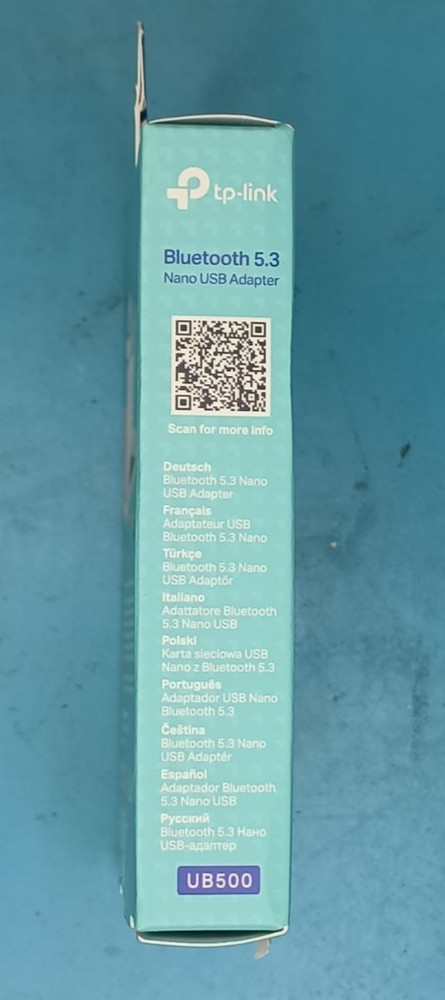 tp-link
Bluetooth 5.3
Nano USB Adapter
Scan for more info
Deutsch
Bluetooth 5.3 Nano
USB Adapter
Français
Adaptateur USB
Bluetooth 5.3 Nano
Türkçe
Bluetooth 5.3 Nano
USB Adaptör
Italiano
Adattatore Bluetooth
5.3 Nano USB
Polski
Karta sieciowa USB
Nano z Bluetooth 5.3
Português
Adaptador USB Nano
Bluetooth 5.3
Čeština
Bluetooth 5.3 Nano
USB Adaptér
Español
Adaptador Bluetooth
5.3 Nano USB
Русский
Bluetooth 5.3 Нано
USB-адаптер
UB500